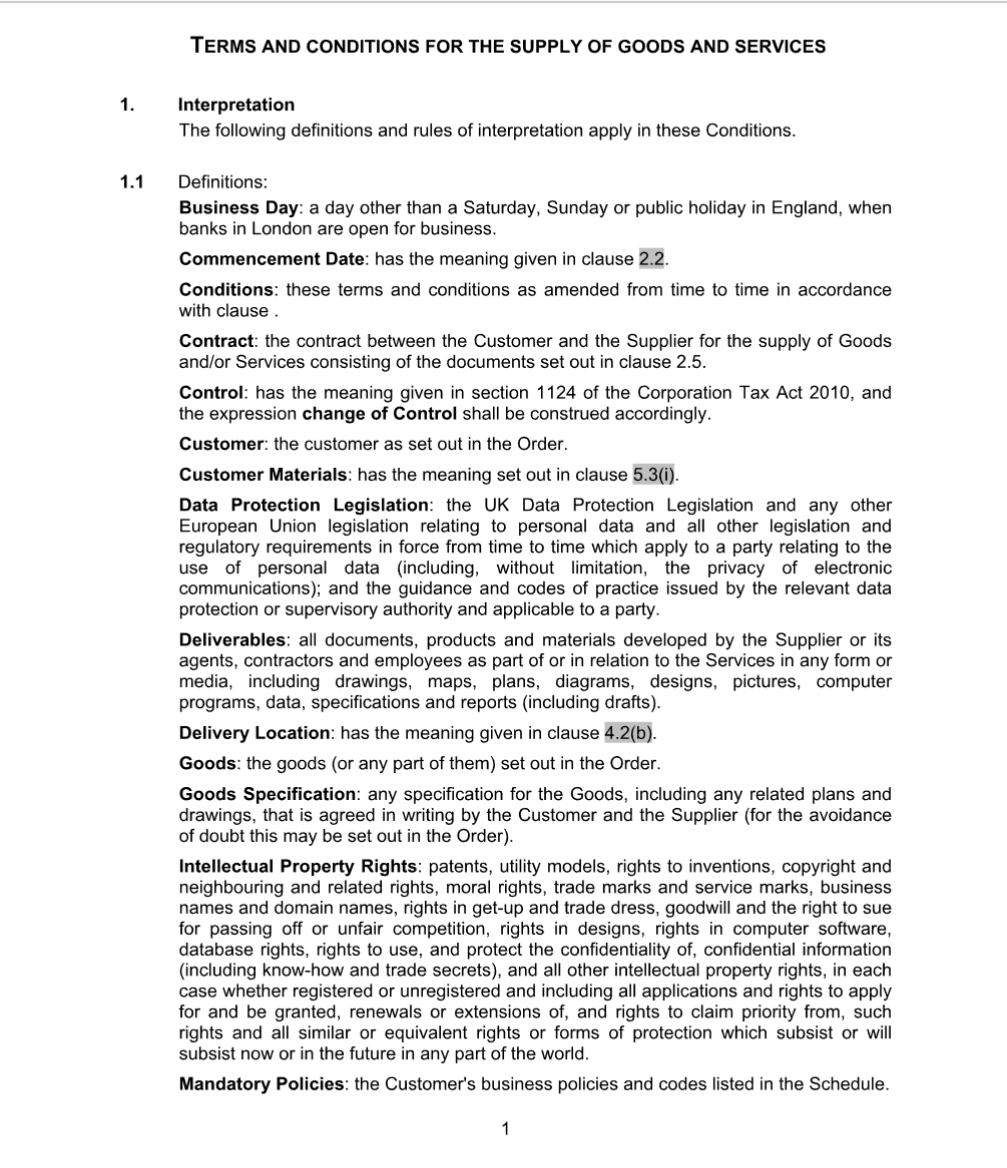 TERMS AND CONDITIONS FOR THE SUPPLY OF GOODS AND SERVICES
1. Interpretation
The following definitions and rules of interpretation apply in these Conditions.
1.1 Definitions:
Business Day: a day other than a Saturday, Sunday or public holiday in England, when
banks in London are open for business.
Commencement Date: has the meaning given in clause 2.2.
Conditions: these terms and conditions as amended from time to time in accordance
with clause .
Contract: the contract between the Customer and the Supplier for the supply of Goods
and/or Services consisting of the documents set out in clause 2.5.
Control: has the meaning given in section 1124 of the Corporation Tax Act 2010, and
the expression change of Control shall be construed accordingly.
Customer: the customer as set out in the Order.
Customer Materials: has the meaning set out in clause 5.3(i).
Data Protection Legislation: the UK Data Protection Legislation and any other
European Union legislation relating to personal data and all other legislation and
regulatory requirements in force from time to time which apply to a party relating to the
use of personal data (including, without limitation, the privacy of electronic
communications); and the guidance and codes of practice issued by the relevant data
protection or supervisory authority and applicable to a party.
Deliverables: all documents, products and materials developed by the Supplier or its
agents, contractors and employees as part of or in relation to the Services in any form or
media, including drawings, maps, plans, diagrams, designs, pictures, computer
programs, data, specifications and reports (including drafts).
Delivery Location: has the meaning given in clause 4.2(b).
Goods: the goods (or any part of them) set out in the Order.
Goods Specification: any specification for the Goods, including any related plans and
drawings, that is agreed in writing by the Customer and the Supplier (for the avoidance
of doubt this may be set out in the Order).
Intellectual Property Rights: patents, utility models, rights to inventions, copyright and
neighbouring and related rights, moral rights, trade marks and service marks, business
names and domain names, rights in get-up and trade dress, goodwill and the right to sue
for passing off or unfair competition, rights in designs, rights in computer software,
database rights, rights to use, and protect the confidentiality of, confidential information
(including know-how and trade secrets), and all other intellectual property rights, in each
case whether registered or unregistered and including all applications and rights to apply
for and be granted, renewals or extensions of, and rights to claim priority from, such
rights and all similar or equivalent rights or forms of protection which subsist or will
subsist now or in the future in any part of the world.
Mandatory Policies: the Customer's business policies and codes listed in the Schedule.
1